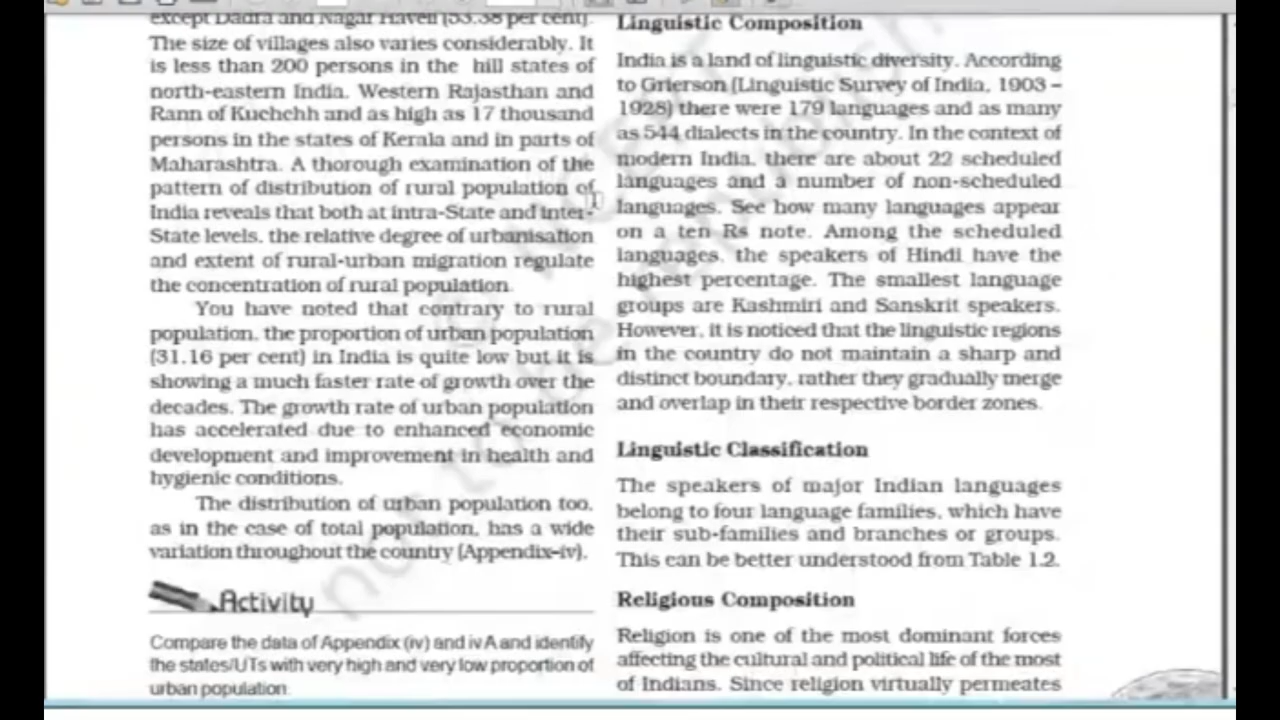 except Dadra and Nagar Haveli (53.38 per cent).
The size of villages also varies considerably. It
is less than 200 persons in the hill states of
north-eastern India, Western Rajasthan and
Rann of Kuchchh and as high as 17 thousand
persons in the states of Kerala and in parts of
Maharashtra. A thorough examination of the
pattern of distribution of rural population of
India reveals that both at intra-State and inter-
State levels, the relative degree of urbanisation
and extent of rural-urban migration regulate
the concentration of rural population.
You have noted that contrary to rural
population, the proportion of urban population
(31.16 per cent) in India is quite low but it is
showing a much faster rate of growth over the
decades. The growth rate of urban population
has accelerated due to enhanced economic
development and improvement in health and
hygienic conditions.
The distribution of urban population too,
as in the case of total population, has a wide
variation throughout the country (Appendix-iv).
Activity
Compare the data of Appendix (iv) and iv A and identify
the states/UTs with very high and very low proportion of
urban population.
Linguistic Composition
India is a land of linguistic diversity. According
to Grierson (Linguistic Survey of India, 1903 –
1928) there were 179 languages and as many
as 544 dialects in the country. In the context of
modern India, there are about 22 scheduled
languages and a number of non-scheduled
languages. See how many languages appear
on a ten Rs note. Among the scheduled
languages, the speakers of Hindi have the
highest percentage. The smallest language
groups are Kashmiri and Sanskrit speakers.
However, it is noticed that the linguistic regions
in the country do not maintain a sharp and
distinct boundary, rather they gradually merge
and overlap in their respective border zones.
Linguistic Classification
The speakers of major Indian languages
belong to four language families, which have
their sub-families and branches or groups.
This can be better understood from Table 1.2.
Religious Composition
Religion is one of the most dominant forces
affecting the cultural and political life of the most
of Indians. Since religion virtually permeates